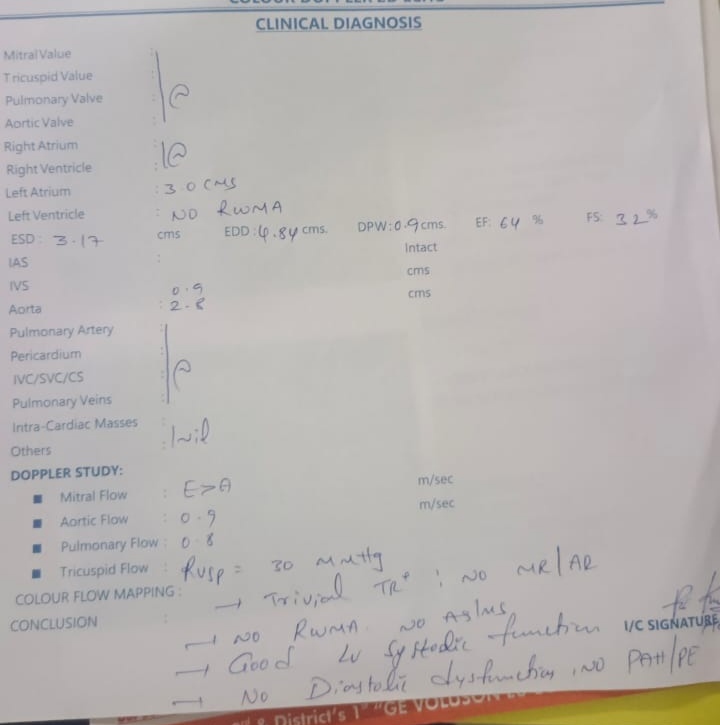 CLINICAL DIAGNOSIS
Mitral Value :
Tricuspid Value :
Pulmonary Valve : N
Aortic Valve :
Right Atrium : N
Right Ventricle :
Left Atrium : 3.0 CMS
Left Ventricle : NO RWMA
ESD : 3.17 cms EDD : 4.84 cms. DPW : 0.9 cms. EF: 64 % FS: 32%
IAS : Intact
IVS 0.9 cms
Aorta : 2.8 cms
Pulmonary Artery :
Pericardium :
IVC/SVC/CS : N
Pulmonary Veins :
Intra-Cardiac Masses : Nil
Others :
DOPPLER STUDY:
Mitral Flow : E>A m/sec
Aortic Flow : 0.9 m/sec
Pulmonary Flow : 0.8
Tricuspid Flow : RVSP = 30 MMHg
COLOUR FLOW MAPPING : → Trivial TR+ ; NO MR/AR
CONCLUSION : → NO RWMA. NO AS/MS
→ Good LV Systolic function I/C SIGNATURE
→ No Diastolic dysfunction, NO PAH/PE
District's 1st "GE VOLUSON